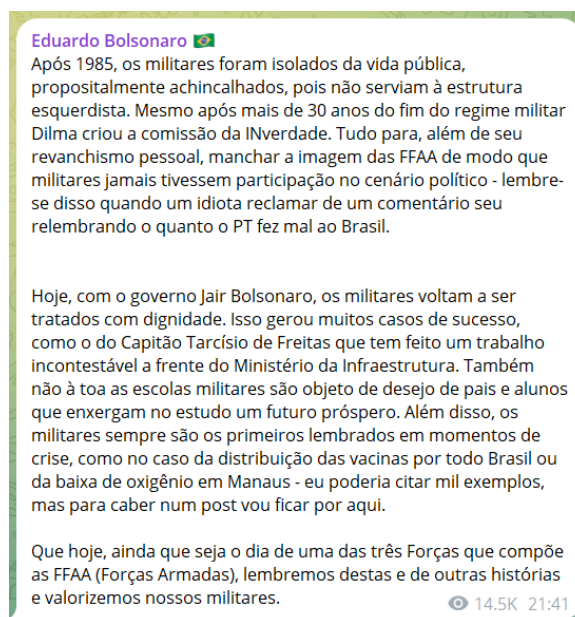 Eduardo Bolsonaro 🇧🇷
Após 1985, os militares foram isolados da vida pública,
propositalmente achincalhados, pois não serviam à estrutura
esquerdista. Mesmo após mais de 30 anos do fim do regime militar
Dilma criou a comissão da INverdade. Tudo para, além de seu
revanchismo pessoal, manchar a imagem das FFAA de modo que
militares jamais tivessem participação no cenário político - lembre-
se disso quando um idiota reclamar de um comentário seu
relembrando o quanto o PT fez mal ao Brasil.
Hoje, com o governo Jair Bolsonaro, os militares voltam a ser
tratados com dignidade. Isso gerou muitos casos de sucesso,
como o do Capitão Tarcísio de Freitas que tem feito um trabalho
incontestável a frente do Ministério da Infraestrutura. Também
não à toa as escolas militares são objeto de desejo de pais e alunos
que enxergam no estudo um futuro próspero. Além disso, os
militares sempre são os primeiros lembrados em momentos de
crise, como no caso da distribuição das vacinas por todo Brasil ou
da baixa de oxigênio em Manaus - eu poderia citar mil exemplos,
mas para caber num post vou ficar por aqui.
Que hoje, ainda que seja o dia de uma das três Forças que compõe
as FFAA (Forças Armadas), lembremos destas e de outras histórias
e valorizemos nossos militares.
14.5K 21:41